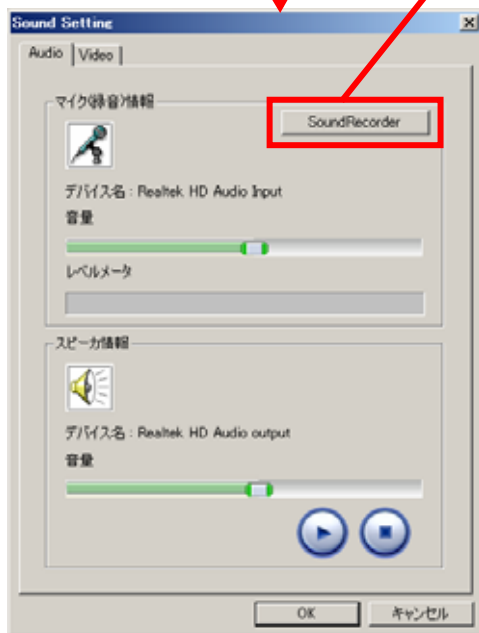 Sound Setting
Audio
Video
マイク(録音)情報
SoundRecorder
デバイス名 : Realtek HD Audio Input
音量
レベルメータ
スピーカ情報
デバイス名 : Realtek HD Audio output
音量
OK
キャンセル